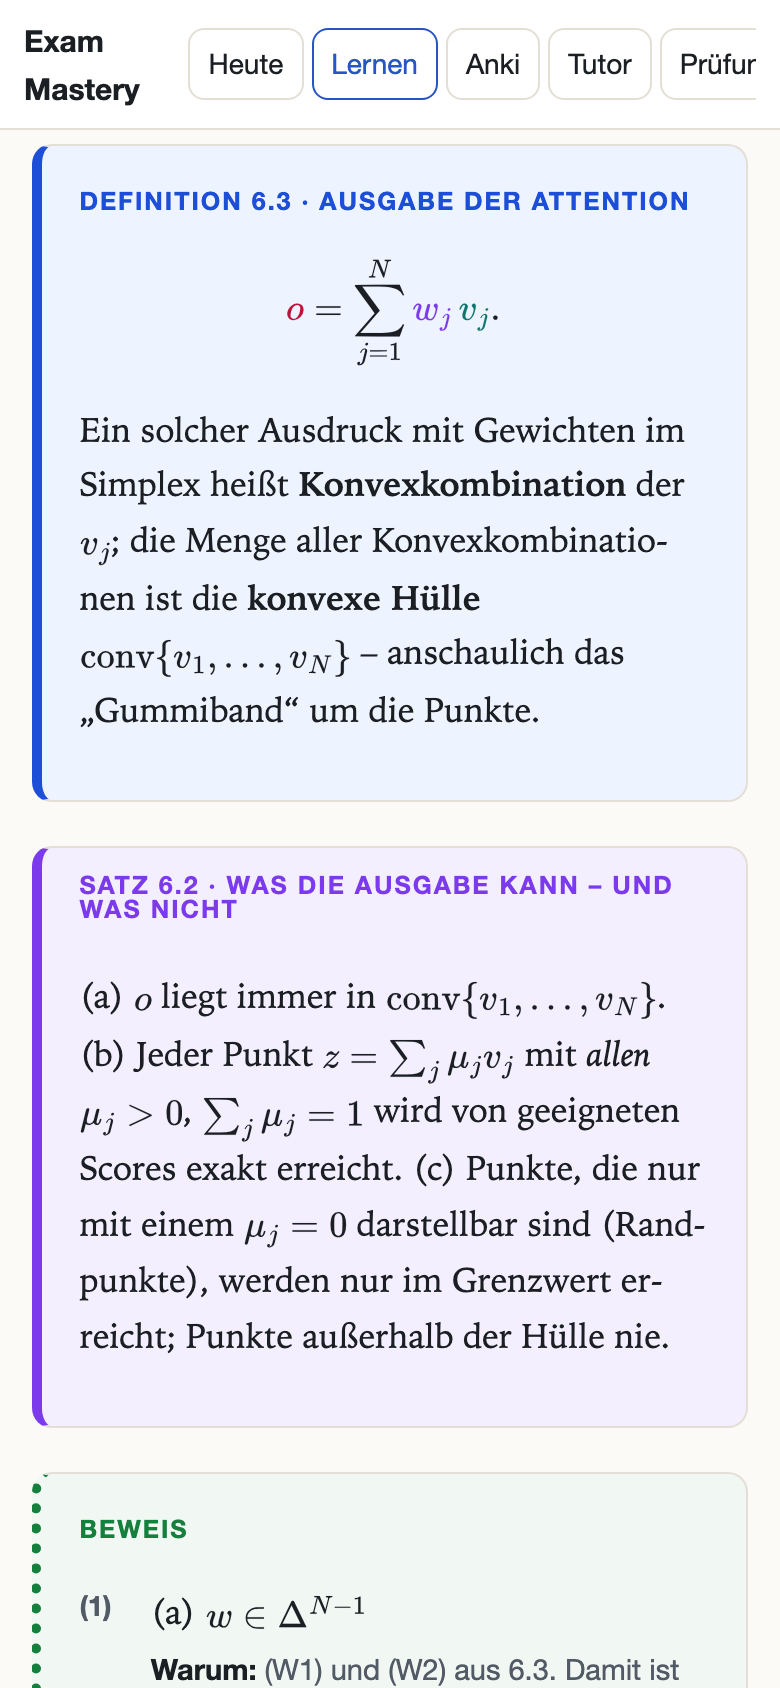 Exam
Mastery
Heute
Lernen
Anki
Tutor
Prüfur
DEFINITION 6.3 · AUSGABE DER ATTENTION
o = ∑_{j=1}^{N} w_j v_j.
Ein solcher Ausdruck mit Gewichten im
Simplex heißt Konvexkombination der
v_j; die Menge aller Konvexkombinatio-
nen ist die konvexe Hülle
conv{v_1, . . . , v_N} – anschaulich das
„Gummiband“ um die Punkte.
SATZ 6.2 · WAS DIE AUSGABE KANN – UND
WAS NICHT
(a) o liegt immer in conv{v_1, . . . , v_N}.
(b) Jeder Punkt z = ∑_j μ_j v_j mit allen
μ_j > 0, ∑_j μ_j = 1 wird von geeigneten
Scores exakt erreicht. (c) Punkte, die nur
mit einem μ_j = 0 darstellbar sind (Rand-
punkte), werden nur im Grenzwert er-
reicht; Punkte außerhalb der Hülle nie.
BEWEIS
(1) (a) w ∈ Δ^{N−1}
Warum: (W1) und (W2) aus 6.3. Damit ist